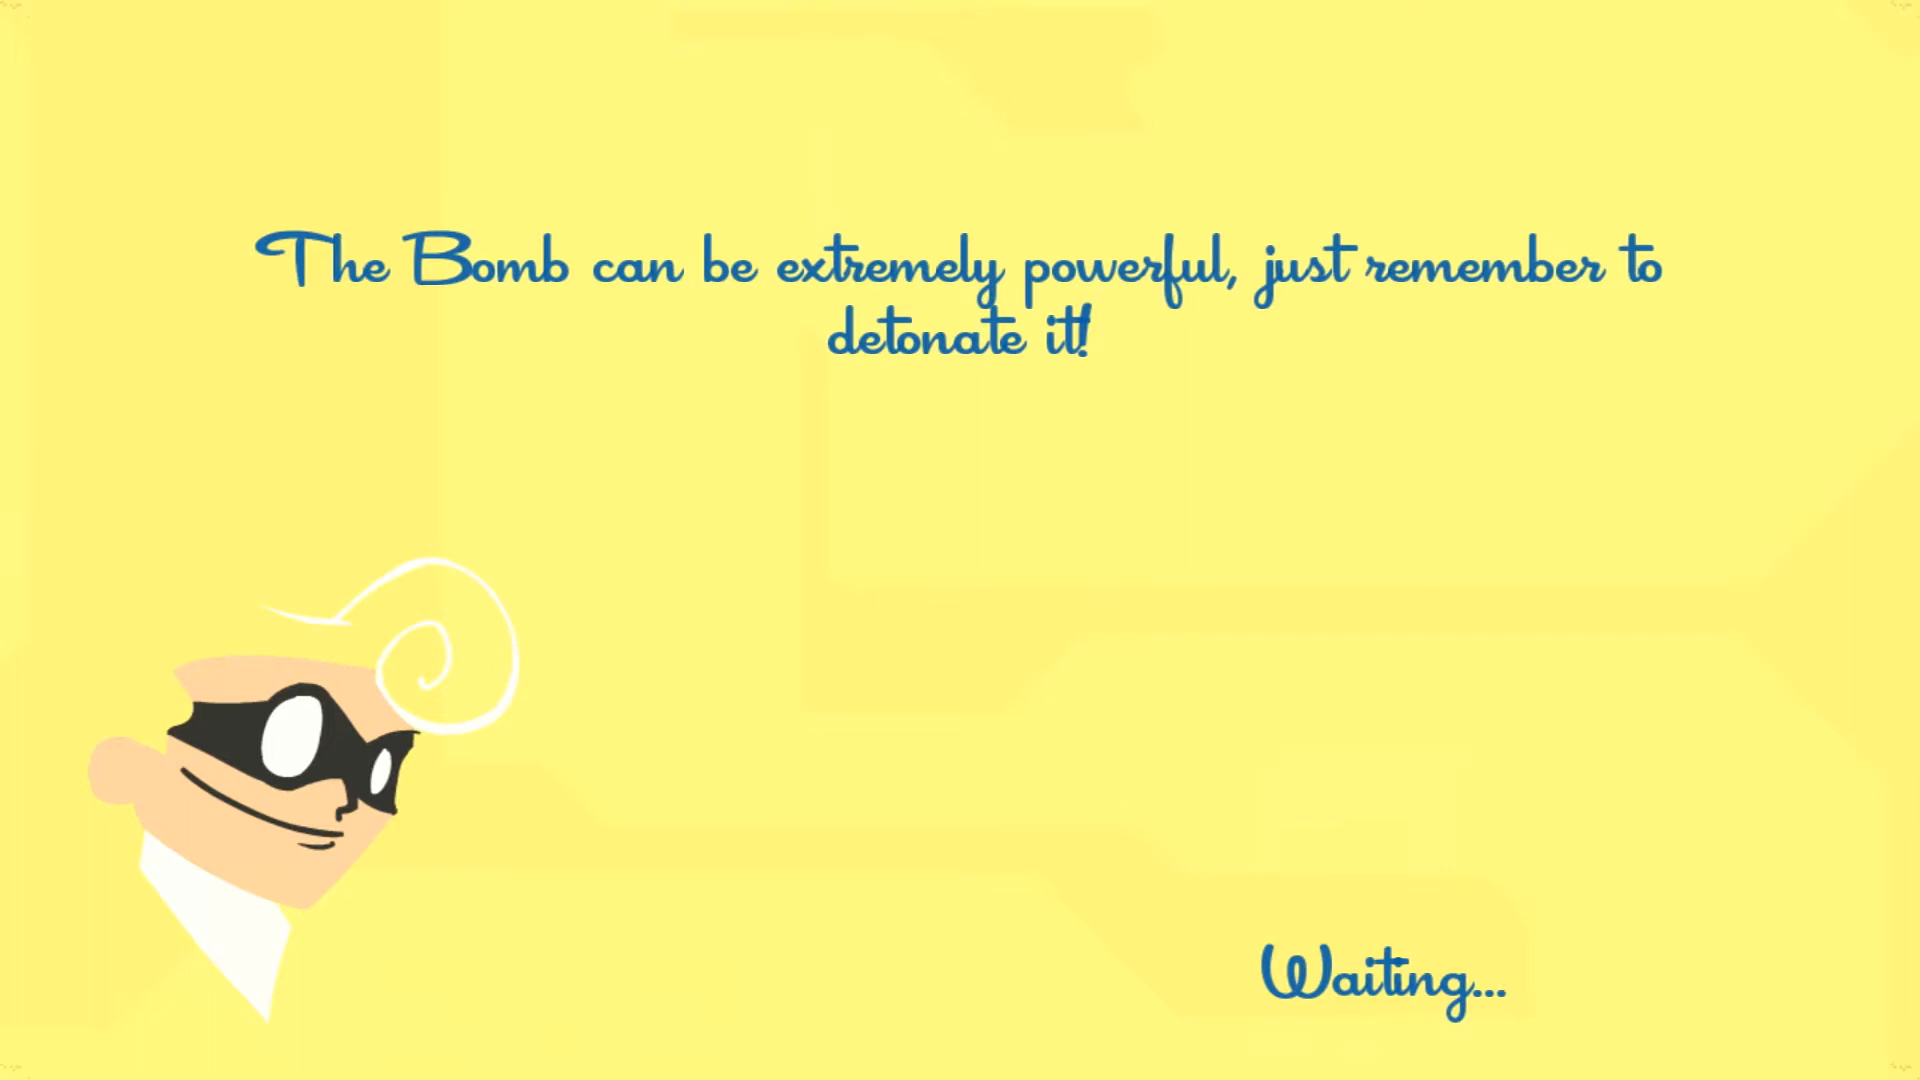 The Bomb can be extremely powerful, just remember to
detonate it!
Waiting...